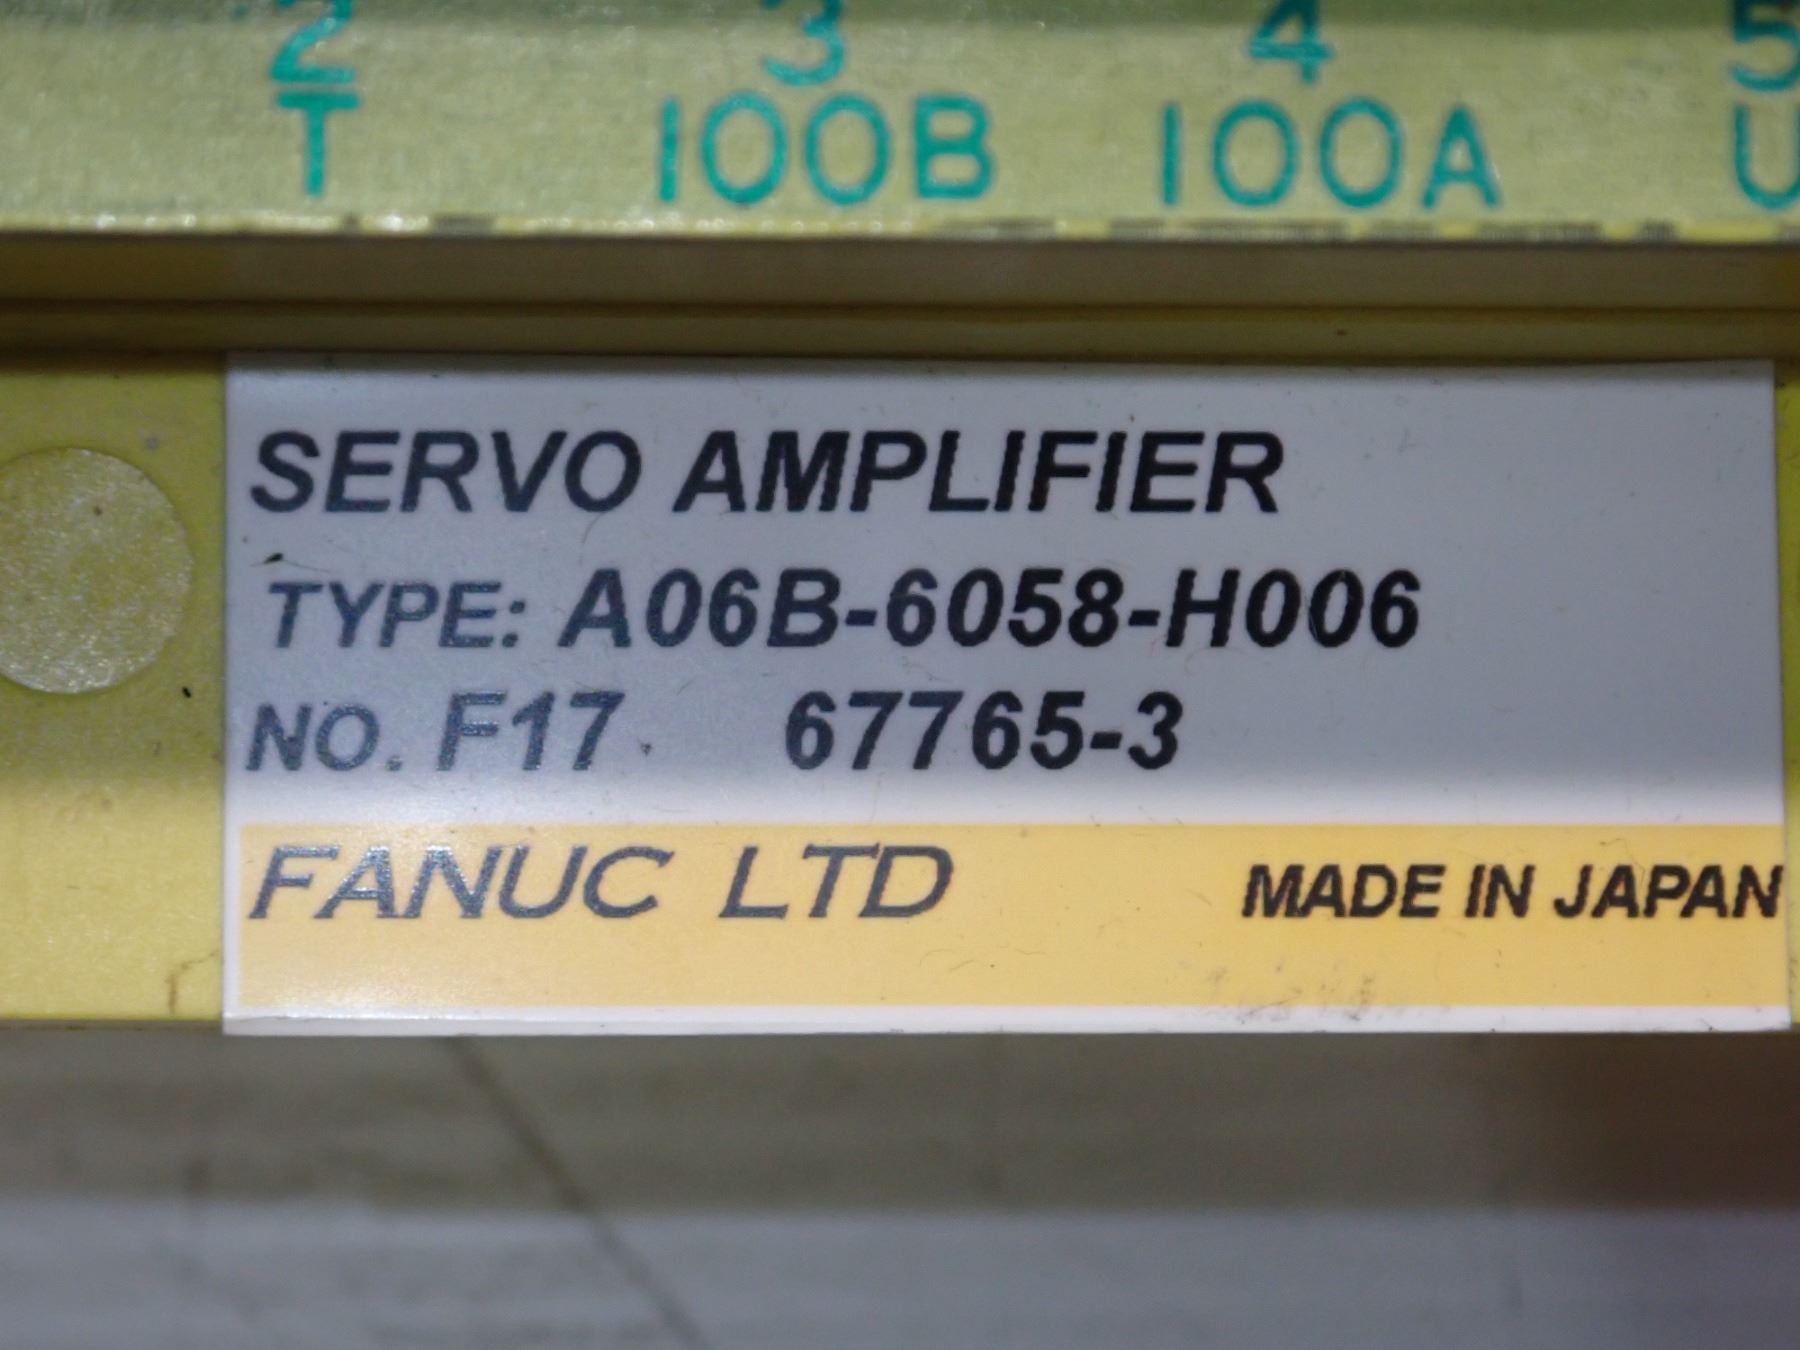 2 3 4 5
T 100B 100A U
SERVO AMPLIFIER
TYPE: A06B-6058-H006
NO. F17 67765-3
FANUC LTD MADE IN JAPAN